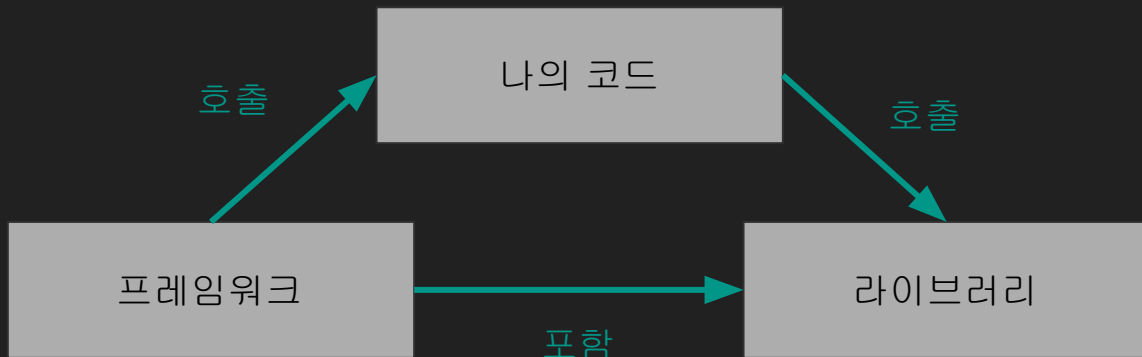 나의 코드
호출
호출
프레임워크
라이브러리
포함